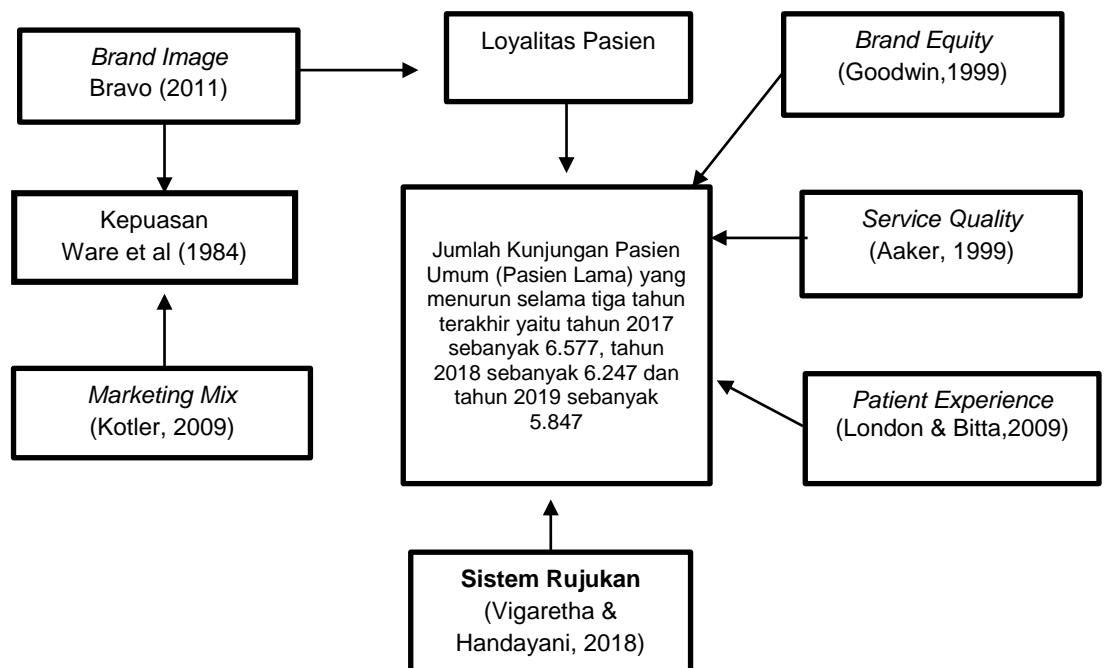 Brand Image
Bravo (2011)
Loyalitas Pasien
Brand Equity
(Goodwin,1999)
Kepuasan
Ware et al (1984)
Jumlah Kunjungan Pasien
Umum (Pasien Lama) yang
menurun selama tiga tahun
terakhir yaitu tahun 2017
sebanyak 6.577, tahun
2018 sebanyak 6.247 dan
tahun 2019 sebanyak
5.847
Service Quality
(Aaker, 1999)
Marketing Mix
(Kotler, 2009)
Patient Experience
(London & Bitta,2009)
Sistem Rujukan
(Vigaretha &
Handayani, 2018)